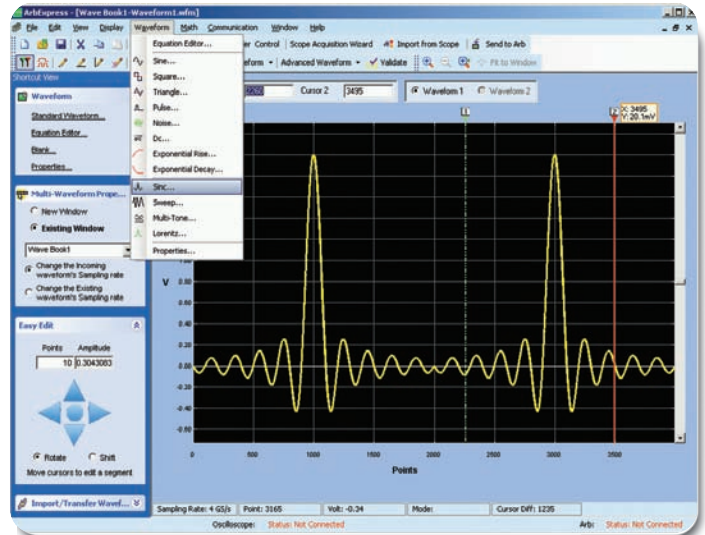 ArbExpress - [Wave Book1-Waveform1.wfm]
File Edit View Display Waveform Math Communication Window Help
er Control Scope Acquisition Wizard Import from Scope Send to Arb
eform Advanced Waveform Validate Fit to Window
Shortcut View
Waveform
Standard Waveform...
Equation Editor...
Blank...
Properties...
Multi-Waveform Prope...
New Window
Existing Window
Wave Book1
Change the Incoming
waveform's Sampling rate
Change the Existing
waveform's Sampling rate
Easy Edit
Points Amplitude
10 0.3043083
Rotate Shift
Move cursors to edit a segment
Import/Transfer Wavef...
Equation Editor...
Sine...
Square...
Triangle...
Pulse...
Noise...
Dc...
Exponential Rise...
Exponential Decay...
Sinc...
Sweep...
Multi-Tone...
Lorentz...
Properties...
2260 Cursor 2 3495 Waveform 1 Waveform 2
1 2 X: 3495
Y: 20.1mV
V
0.80
0.60
0.40
0.20
0.00
-0.20
-0.40
-0.60
0 500 1000 1500 2000 2500 3000 3500
Points
Sampling Rate: 4 GS/s Point: 3165 Volt: -0.34 Mode: Cursor Diff: 1235
Oscilloscope: Status: Not Connected Arb: Status: Not Connected